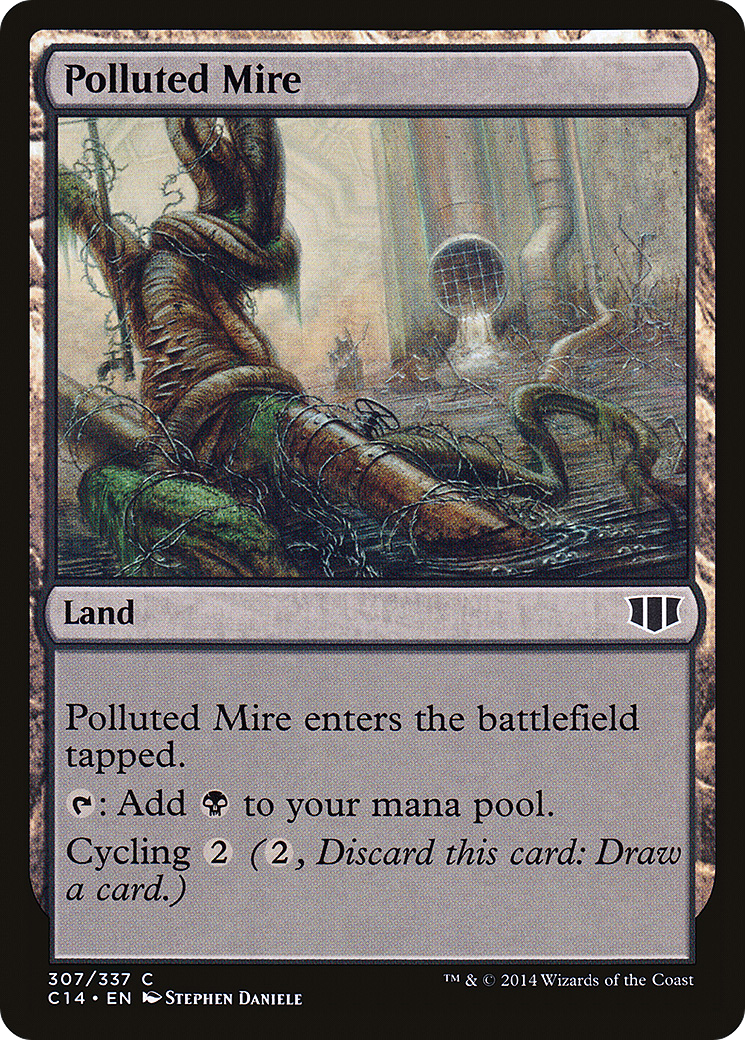 Polluted Mire
Land
Polluted Mire enters the battlefield
tapped.
: Add to your mana pool.
Cycling 2 (2, Discard this card: Draw
a card.)
307/337 C
C14 • EN Stephen Daniele
™ & © 2014 Wizards of the Coast